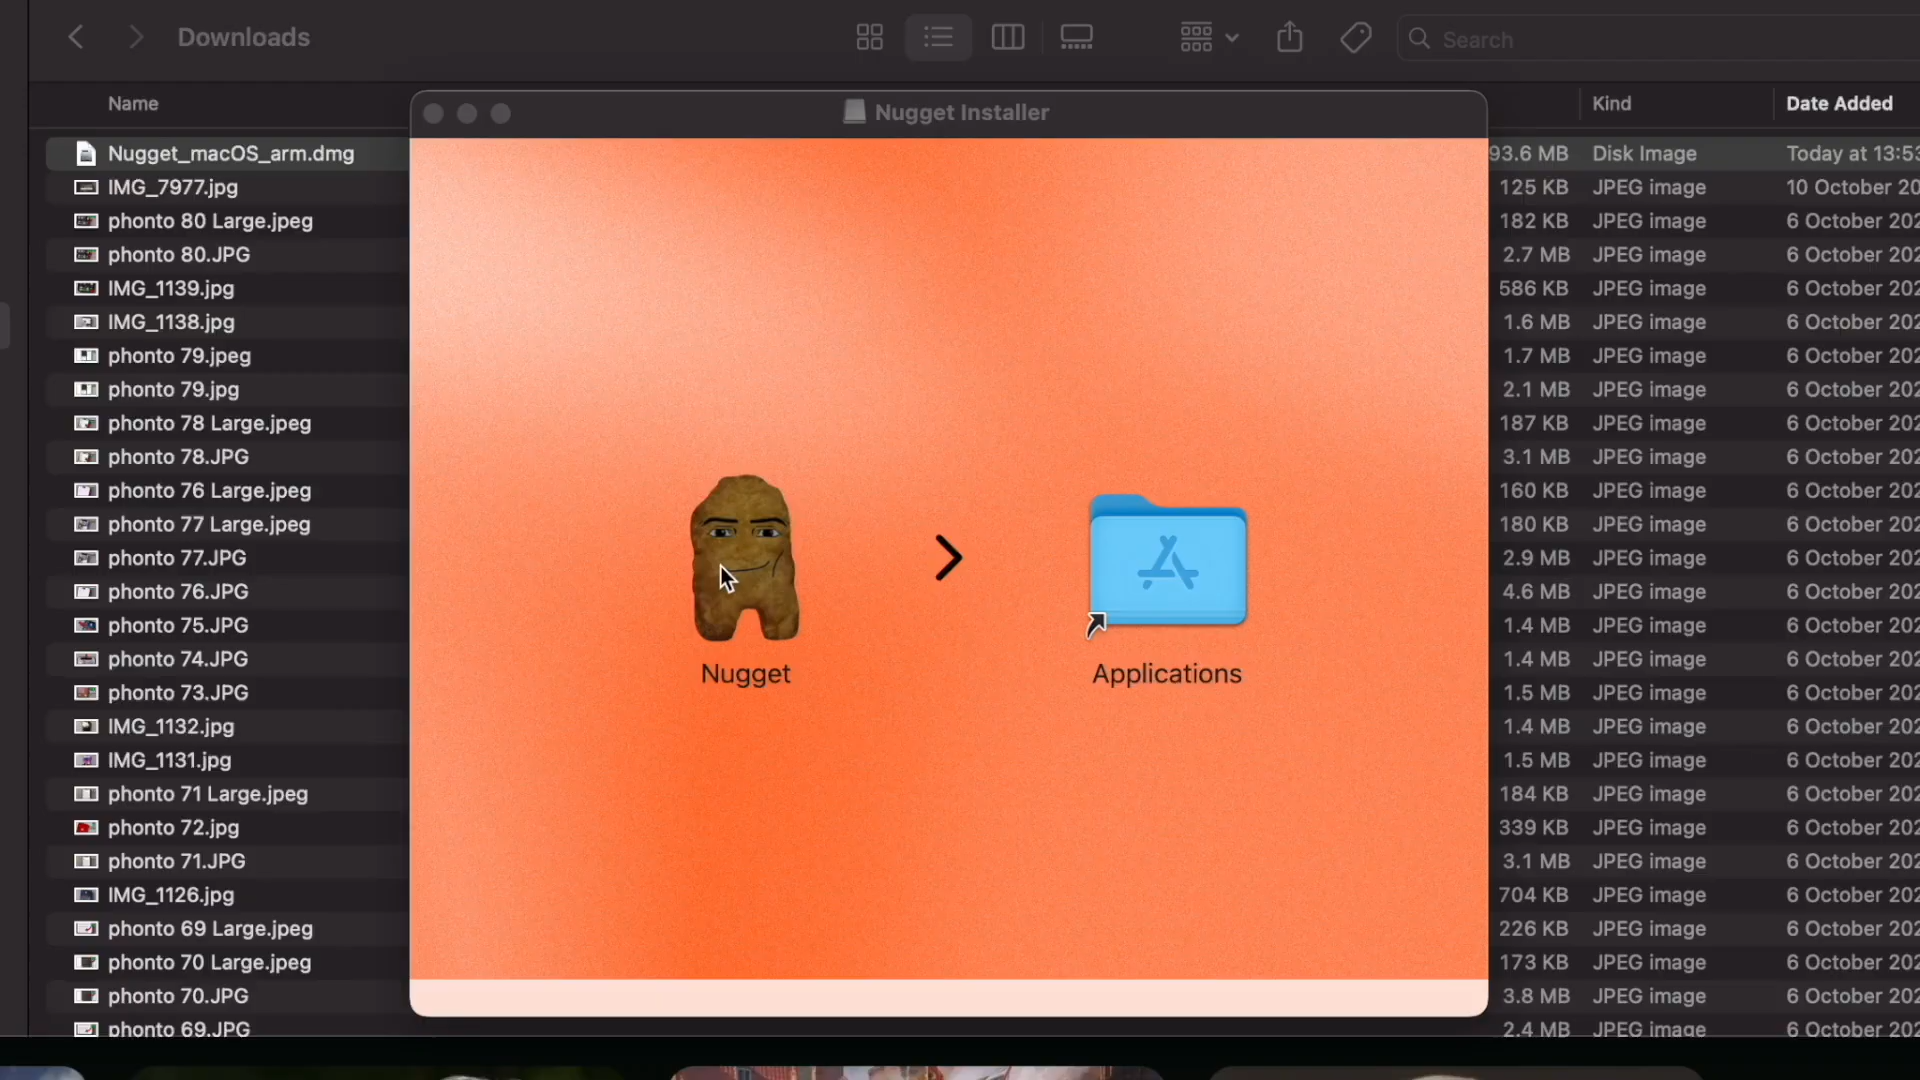 Downloads
Search
Name
Kind
Date Added
Nugget Installer
Nugget_macOS_arm.dmg
93.6 MB Disk Image Today at 13:53
IMG_7977.jpg
125 KB JPEG image 10 October 20
phonto 80 Large.jpeg
182 KB JPEG image 6 October 202
phonto 80.JPG
2.7 MB JPEG image 6 October 202
IMG_1139.jpg
586 KB JPEG image 6 October 202
IMG_1138.jpg
1.6 MB JPEG image 6 October 202
phonto 79.jpeg
1.7 MB JPEG image 6 October 202
phonto 79.jpg
2.1 MB JPEG image 6 October 202
phonto 78 Large.jpeg
187 KB JPEG image 6 October 202
phonto 78.JPG
3.1 MB JPEG image 6 October 202
phonto 76 Large.jpeg
160 KB JPEG image 6 October 202
phonto 77 Large.jpeg
180 KB JPEG image 6 October 202
phonto 77.JPG
2.9 MB JPEG image 6 October 202
phonto 76.JPG
4.6 MB JPEG image 6 October 202
phonto 75.JPG
1.4 MB JPEG image 6 October 202
phonto 74.JPG
1.4 MB JPEG image 6 October 202
phonto 73.JPG
1.5 MB JPEG image 6 October 202
IMG_1132.jpg
1.4 MB JPEG image 6 October 202
IMG_1131.jpg
1.5 MB JPEG image 6 October 202
phonto 71 Large.jpeg
184 KB JPEG image 6 October 202
phonto 72.jpg
339 KB JPEG image 6 October 202
phonto 71.JPG
3.1 MB JPEG image 6 October 202
IMG_1126.jpg
704 KB JPEG image 6 October 202
phonto 69 Large.jpeg
226 KB JPEG image 6 October 202
phonto 70 Large.jpeg
173 KB JPEG image 6 October 202
phonto 70.JPG
3.8 MB JPEG image 6 October 202
phonto 69.JPG
2.4 MB JPEG image 6 October 202
Nugget
Applications